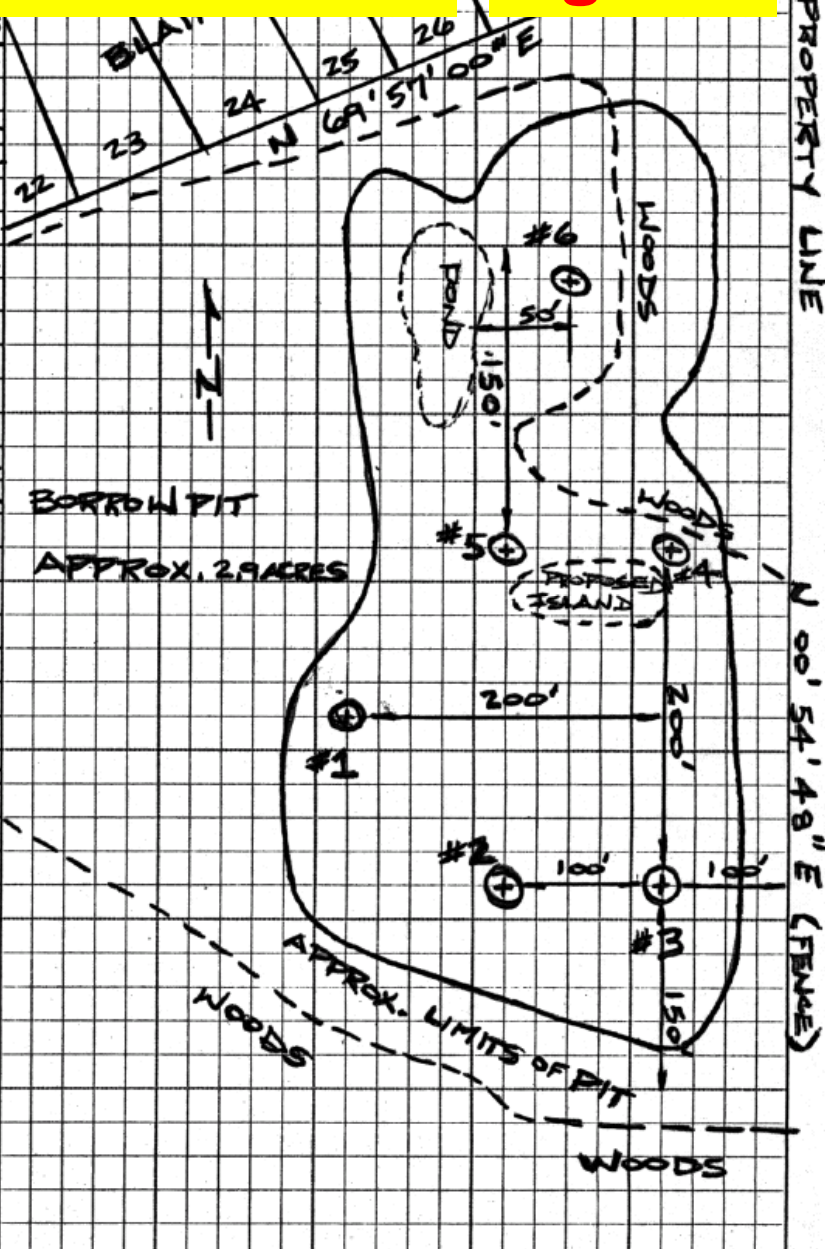 22
23
24
25
26
N 69' 57' 00" E
PROPERTY LINE
WOODS
#6
POND
50'
150'
N
BORROW PIT
APPROX. 2.9 ACRES
#5
WOODS
#4
PROPOSED
ISLAND
N 00' 54' 48" E (FENCE)
200'
200'
#1
#2
100'
100'
#3
150'
APPROX. LIMITS OF PIT
WOODS
WOODS